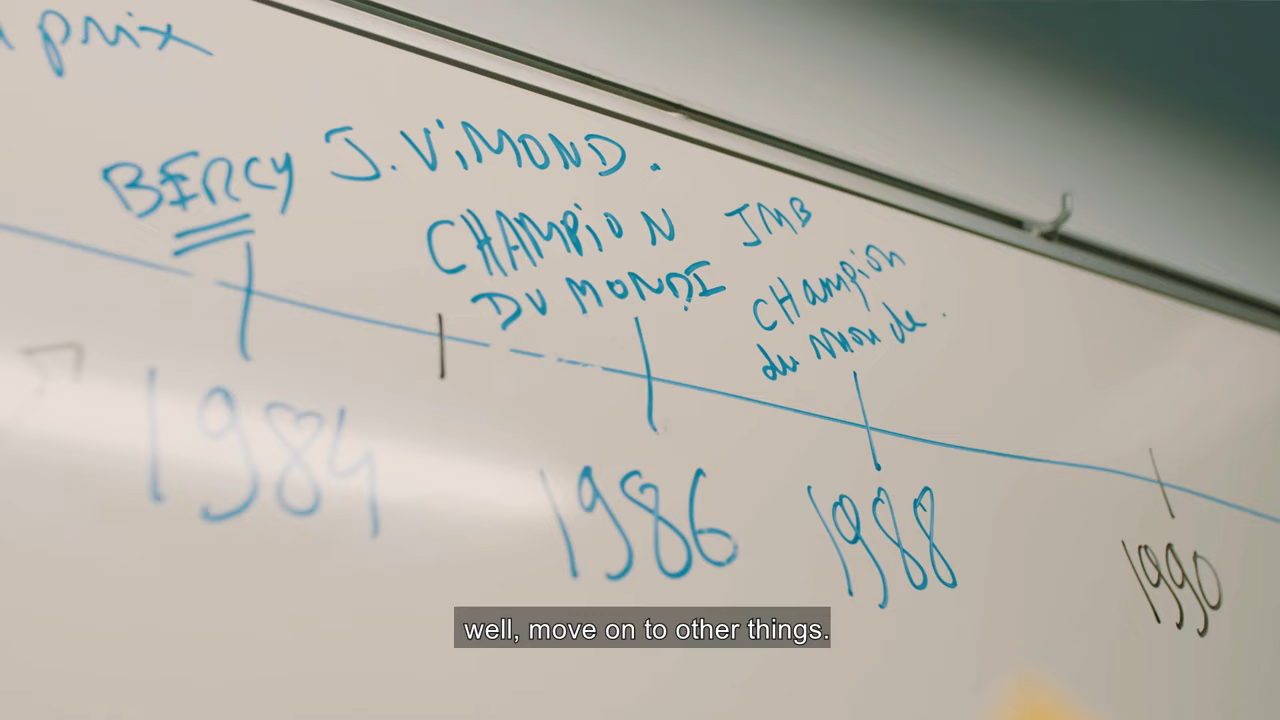 prix
BERCY
J. ViMOND.
CHAMPiON
DU MONDE
JMB
CHampion
du monde.
1984
1986
1988
1990
well, move on to other things.